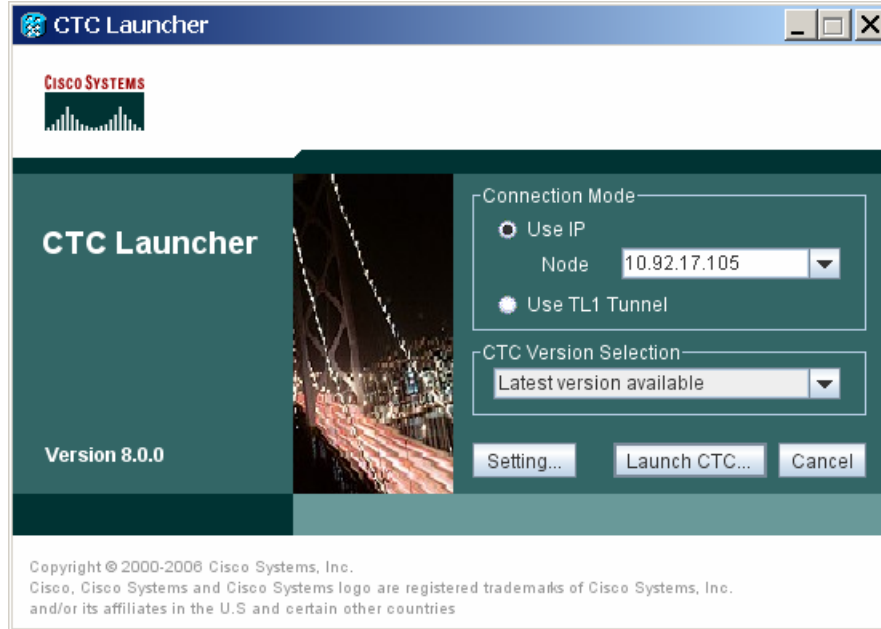 CTC Launcher
CISCO SYSTEMS
CTC Launcher
Version 8.0.0
Connection Mode
Use IP
Node 10.92.17.105
Use TL1 Tunnel
CTC Version Selection
Latest version available
Setting... Launch CTC... Cancel
Copyright © 2000-2006 Cisco Systems, Inc.
Cisco, Cisco Systems and Cisco Systems logo are registered trademarks of Cisco Systems, Inc.
and/or its affiliates in the U.S and certain other countries